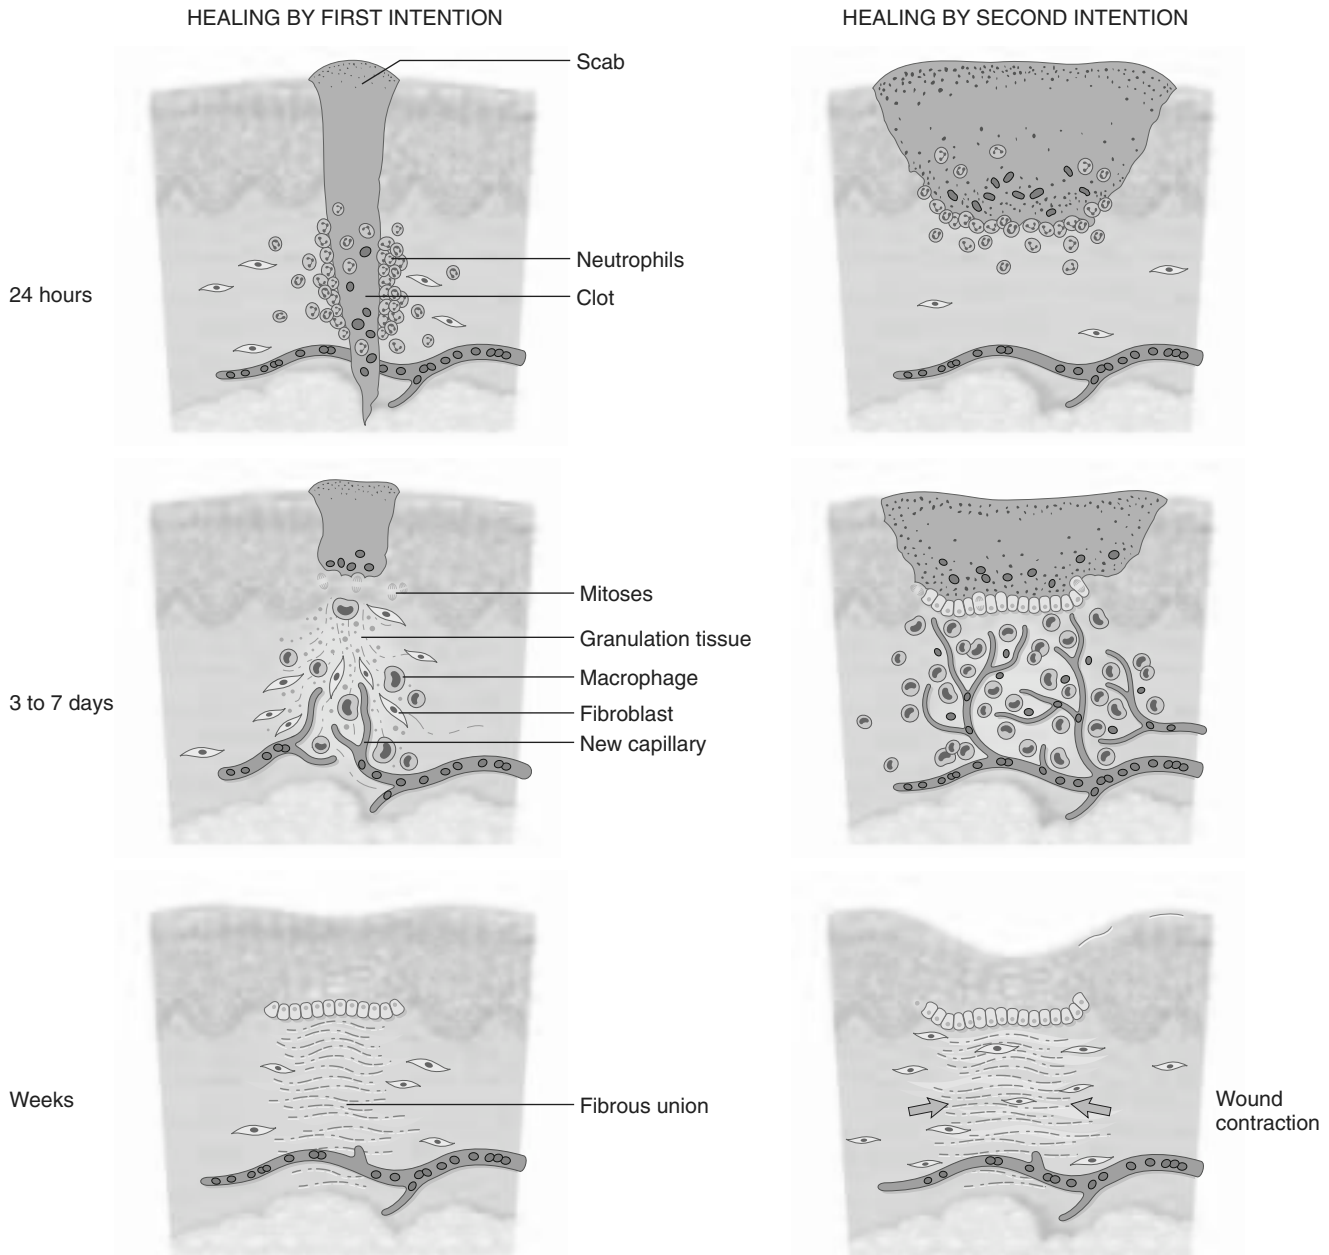 HEALING BY FIRST INTENTION
HEALING BY SECOND INTENTION
Scab
Neutrophils
24 hours
Clot
Mitoses
Granulation tissue
Macrophage
3 to 7 days
Fibroblast
New capillary
Weeks
Fibrous union
Wound
contraction